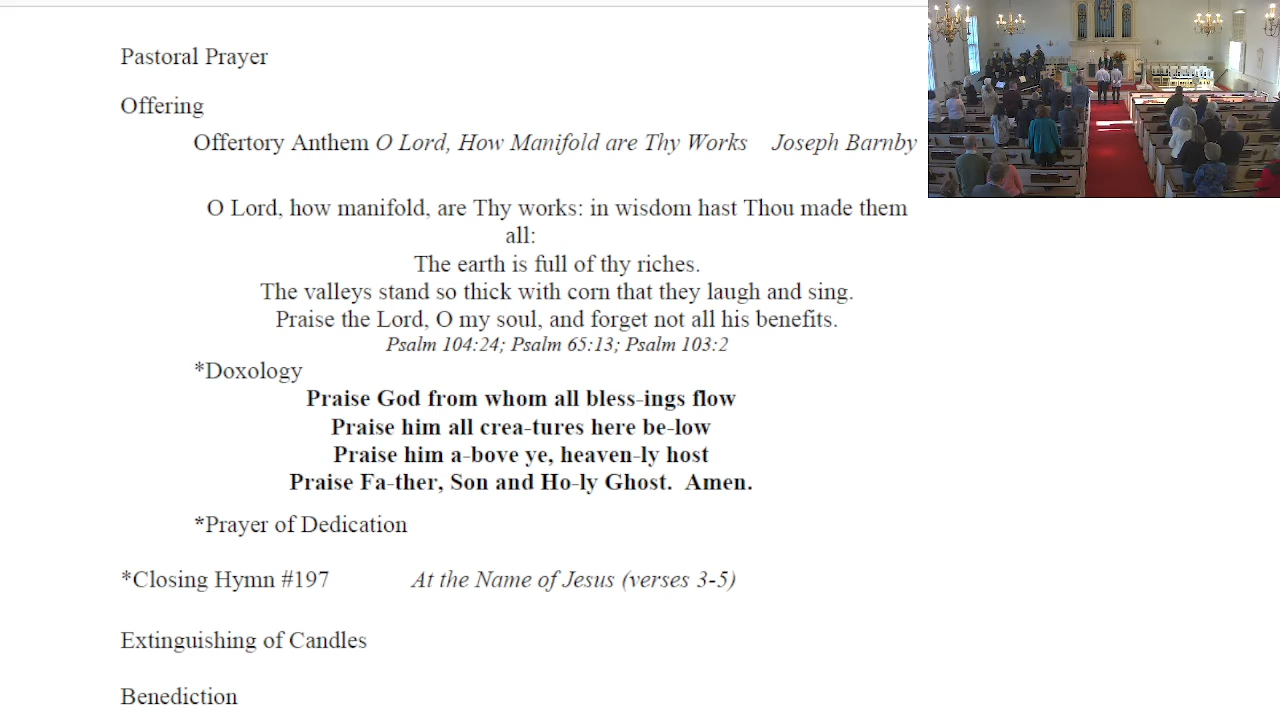 Pastoral Prayer
Offering
Offertory Anthem O Lord, How Manifold are Thy Works Joseph Barnby
O Lord, how manifold, are Thy works: in wisdom hast Thou made them
all:
The earth is full of thy riches.
The valleys stand so thick with corn that they laugh and sing.
Praise the Lord, O my soul, and forget not all his benefits.
Psalm 104:24; Psalm 65:13; Psalm 103:2
*Doxology
Praise God from whom all bless-ings flow
Praise him all crea-tures here be-low
Praise him a-bove ye, heaven-ly host
Praise Fa-ther, Son and Ho-ly Ghost. Amen.
*Prayer of Dedication
*Closing Hymn #197 At the Name of Jesus (verses 3-5)
Extinguishing of Candles
Benediction